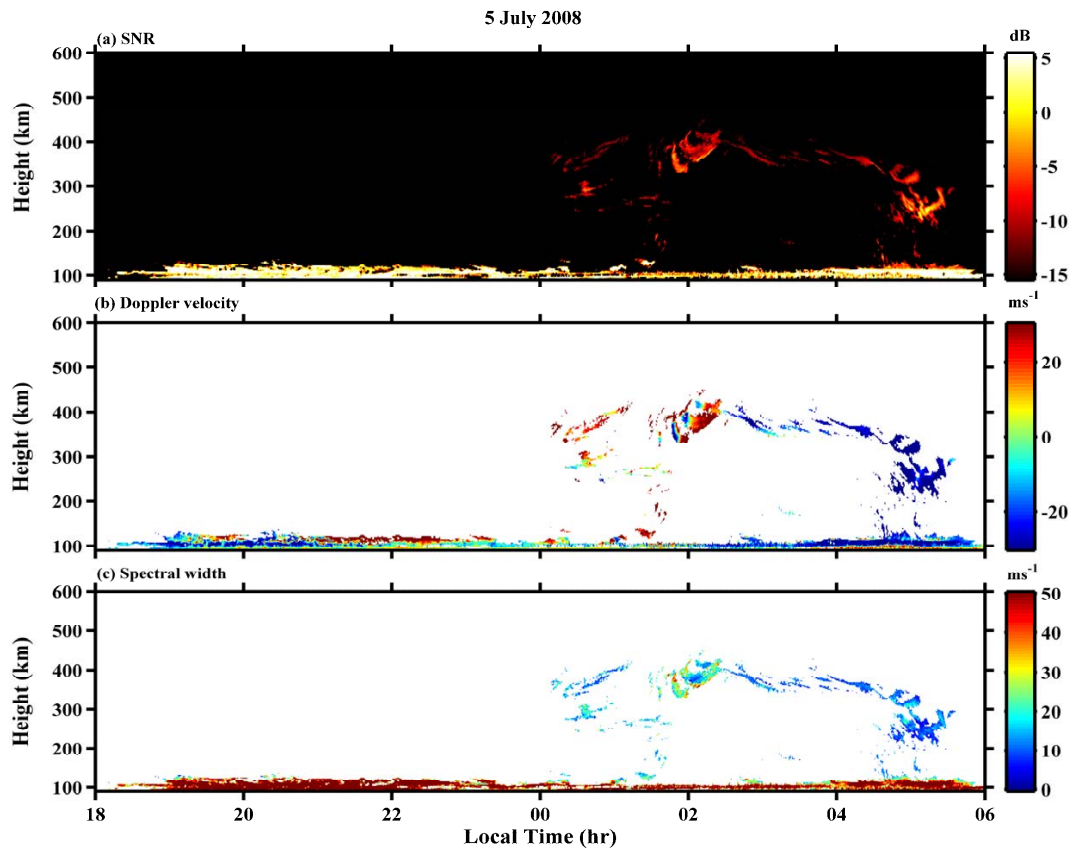 5 July 2008
(a) SNR
dB
600
500
400
300
200
100
Height (km)
5
0
-5
-10
-15
(b) Doppler velocity
ms-1
600
500
400
300
200
100
Height (km)
20
0
-20
(c) Spectral width
ms-1
600
500
400
300
200
100
Height (km)
50
40
30
20
10
0
18 20 22 00 02 04 06
Local Time (hr)